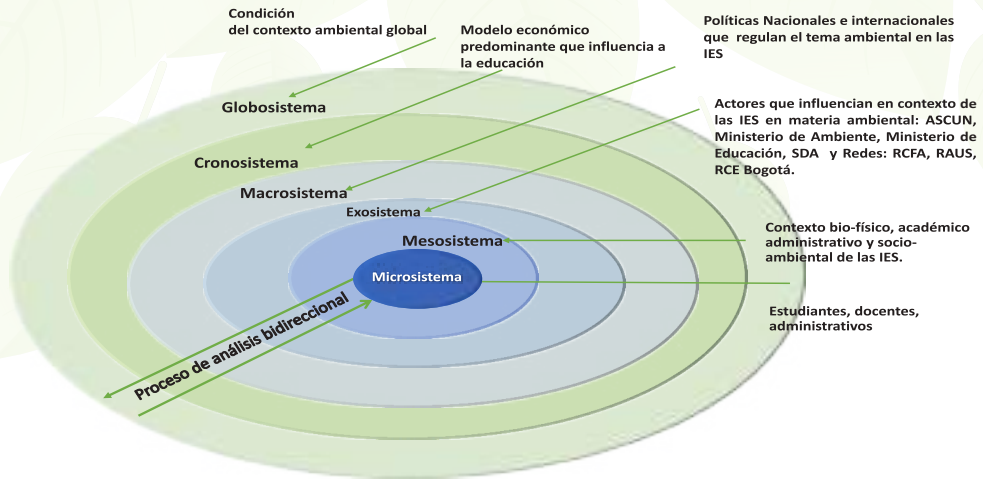 Condición
del contexto ambiental global
Modelo económico
predominante que influencia a
la educación
Políticas Nacionales e internacionales
que regulan el tema ambiental en las
IES
Globosistema
Actores que influencian en contexto de
las IES en materia ambiental: ASCUN,
Ministerio de Ambiente, Ministerio de
Educación, SDA y Redes: RCFA, RAUS,
RCE Bogotá.
Cronosistema
Macrosistema
Exosistema
Mesosistema
Contexto bio-físico, académico
administrativo y socio-
ambiental de las IES.
Microsistema
Estudiantes, docentes,
administrativos
Proceso de análisis bidireccional